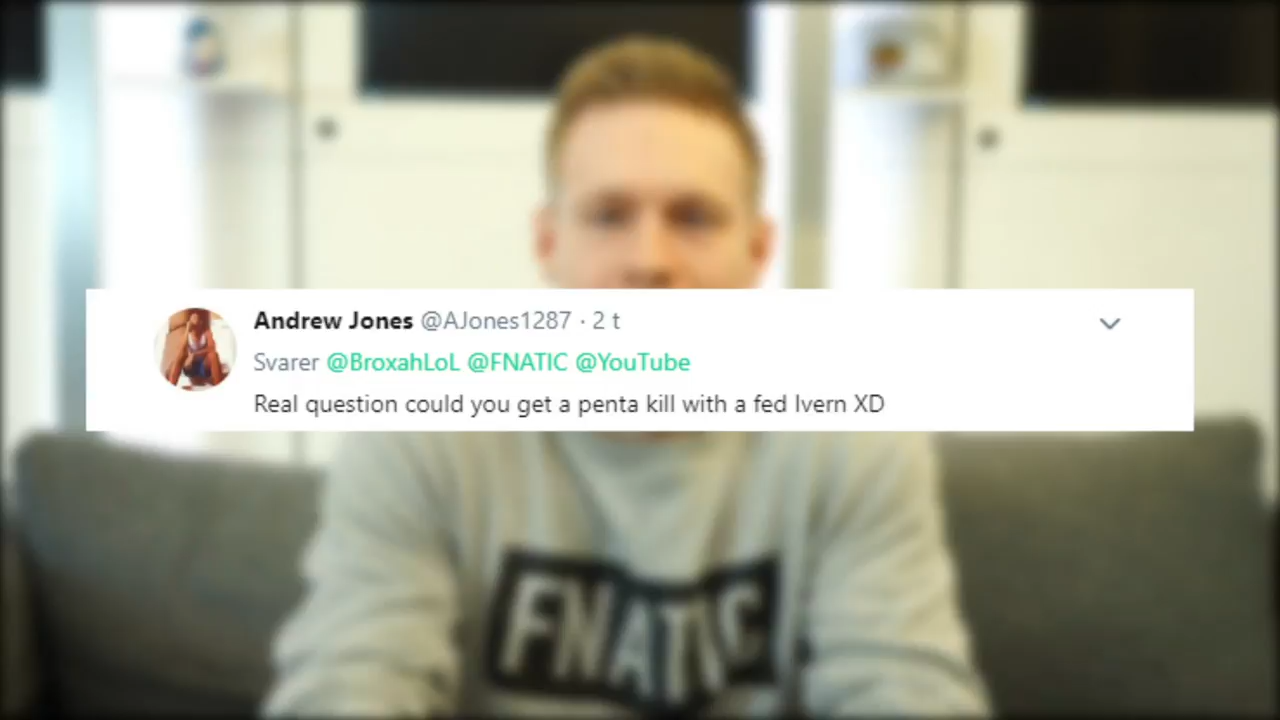 Andrew Jones @AJones1287 · 2 t
Svarer @BroxahLoL @FNATIC @YouTube
Real question could you get a penta kill with a fed Ivern XD
FNATIC